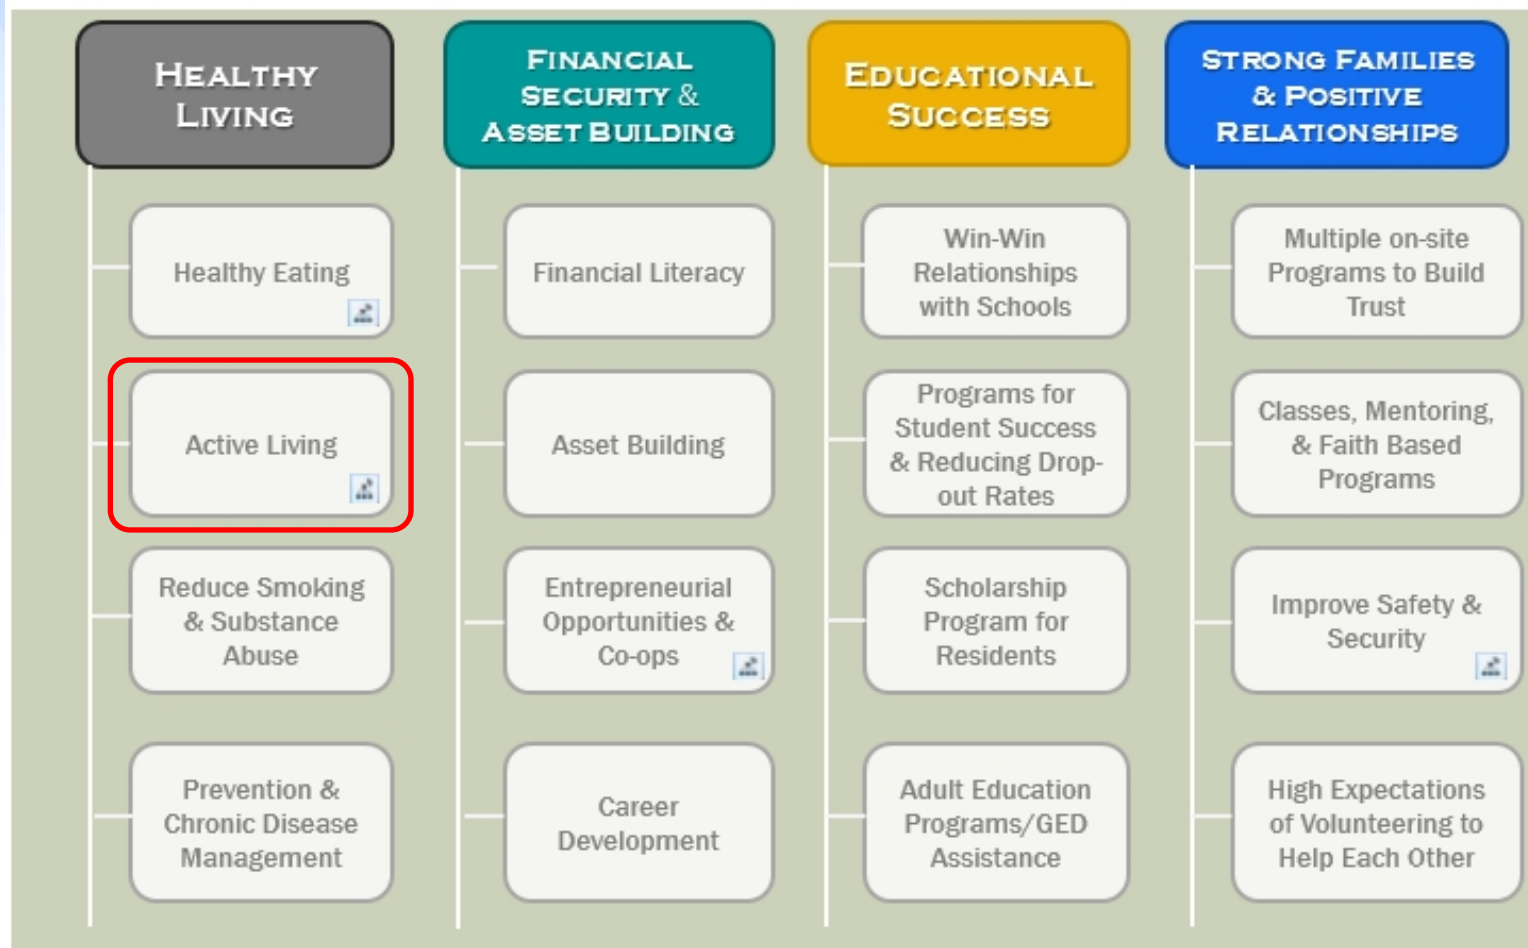 HEALTHY
LIVING
Healthy Eating
Active Living
Reduce Smoking
& Substance
Abuse
Prevention &
Chronic Disease
Management
FINANCIAL
SECURITY &
ASSET BUILDING
Financial Literacy
Asset Building
Entrepreneurial
Opportunities &
Co-ops
Career
Development
EDUCATIONAL
SUCCESS
Win-Win
Relationships
with Schools
Programs for
Student Success
& Reducing Drop-
out Rates
Scholarship
Program for
Residents
Adult Education
Programs/GED
Assistance
STRONG FAMILIES
& POSITIVE
RELATIONSHIPS
Multiple on-site
Programs to Build
Trust
Classes, Mentoring,
& Faith Based
Programs
Improve Safety &
Security
High Expectations
of Volunteering to
Help Each Other